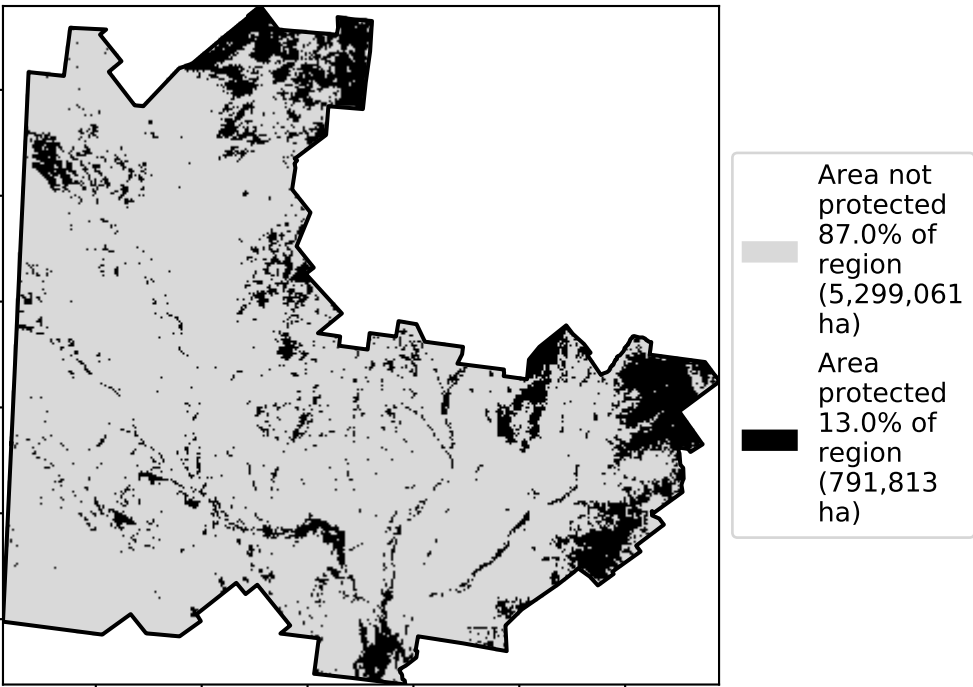 Area not
protected
87.0% of
region
(5,299,061
ha)
Area
protected
13.0% of
region
(791,813
ha)